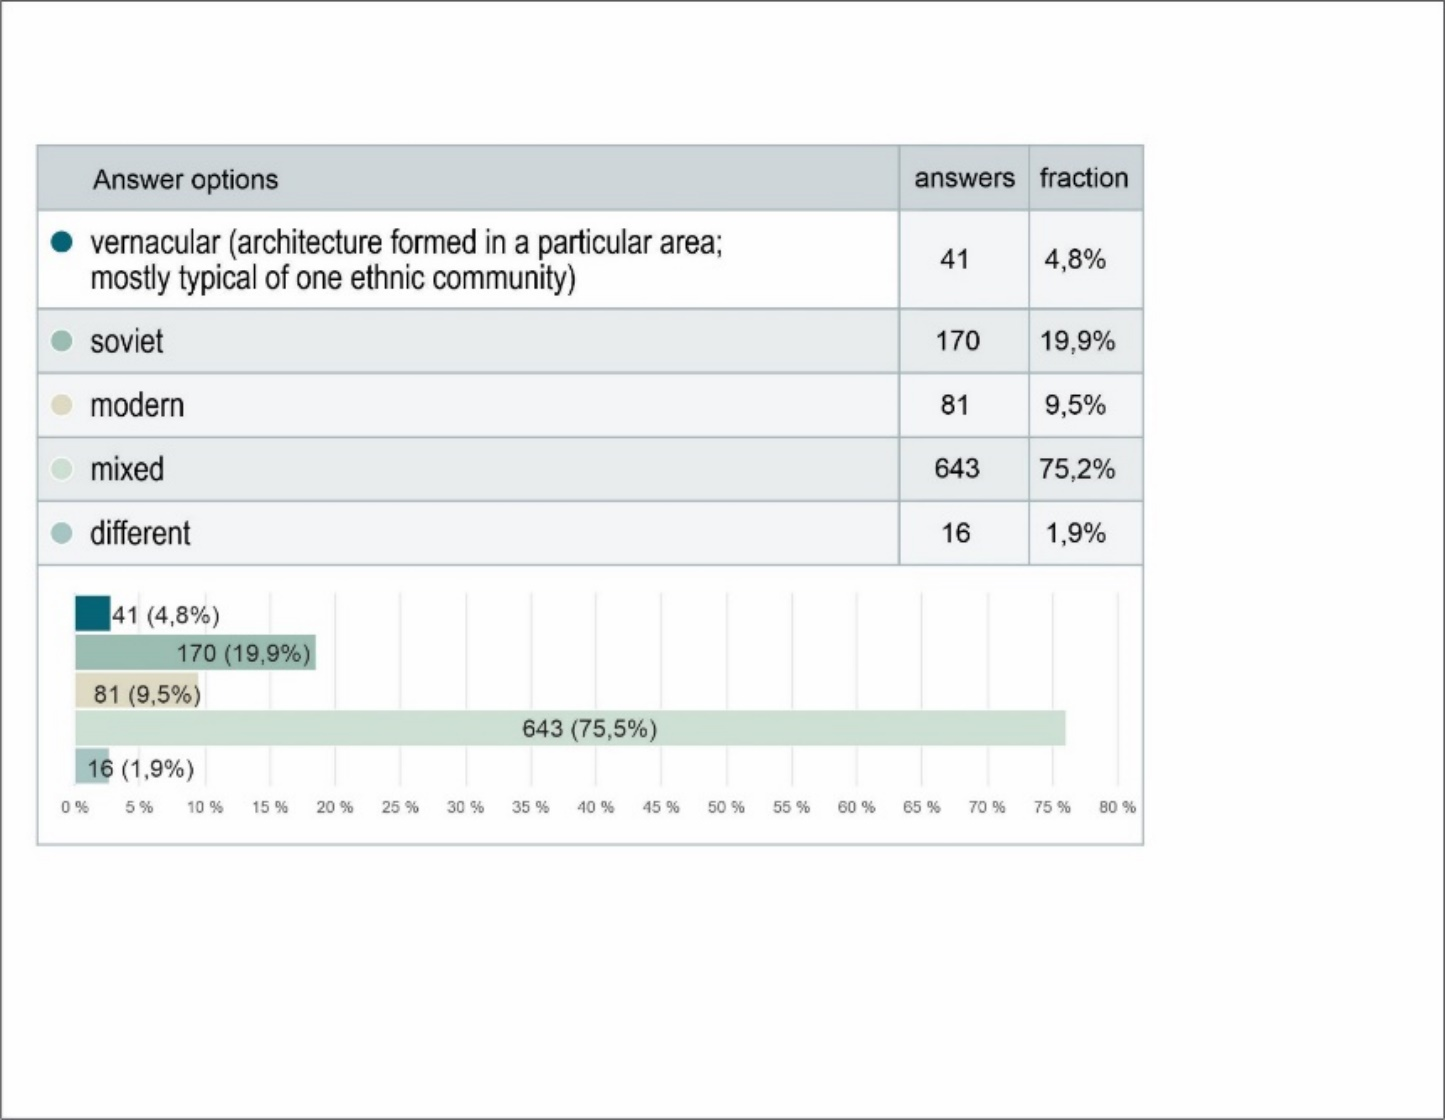 Answer options answers fraction
vernacular (architecture formed in a particular area;
mostly typical of one ethnic community) 41 4,8%
soviet 170 19,9%
modern 81 9,5%
mixed 643 75,2%
different 16 1,9%
41 (4,8%)
170 (19,9%)
81 (9,5%)
643 (75,5%)
16 (1,9%)
0 % 5 % 10 % 15 % 20 % 25 % 30 % 35 % 40 % 45 % 50 % 55 % 60 % 65 % 70 % 75 % 80 %